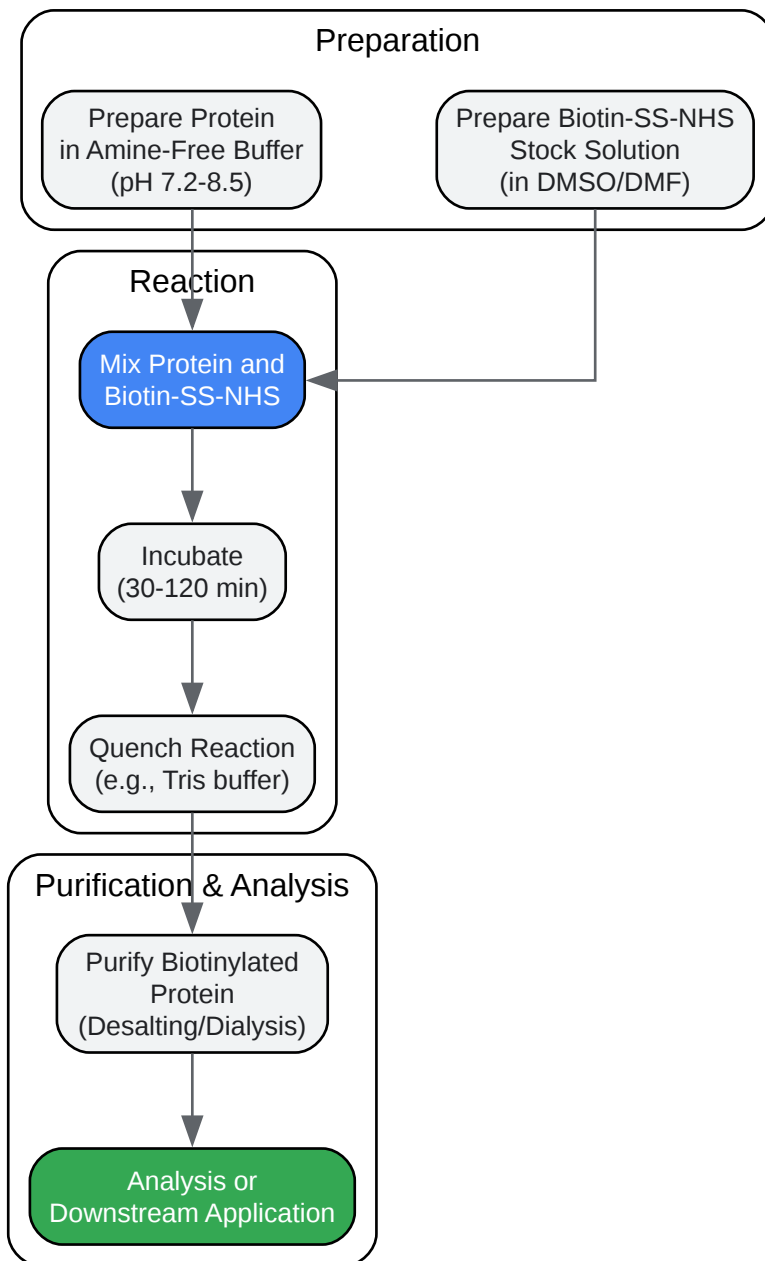 Preparation
Prepare Protein
in Amine-Free Buffer
(pH 7.2-8.5)
Prepare Biotin-SS-NHS
Stock Solution
(in DMSO/DMF)
Reaction
Mix Protein and
Biotin-SS-NHS
Incubate
(30-120 min)
Quench Reaction
(e.g., Tris buffer)
Purification & Analysis
Purify Biotinylated
Protein
(Desalting/Dialysis)
Analysis or
Downstream Application